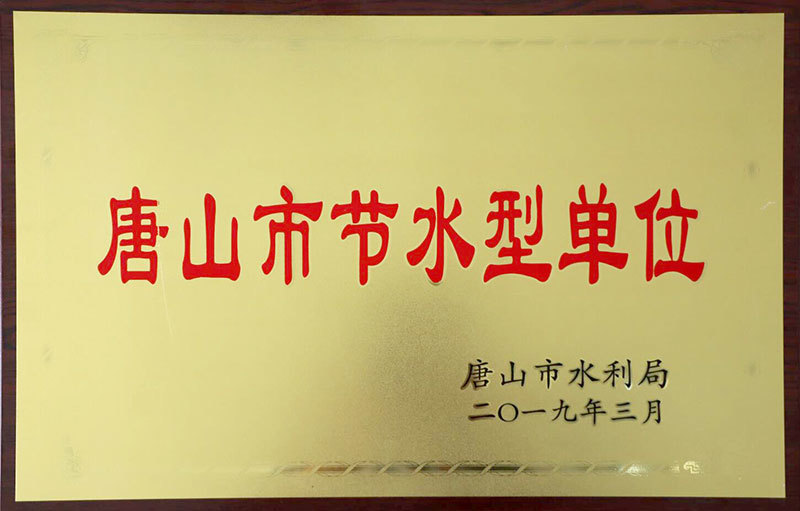 唐山市节水型单位
唐山市水利局
二〇一九年三月